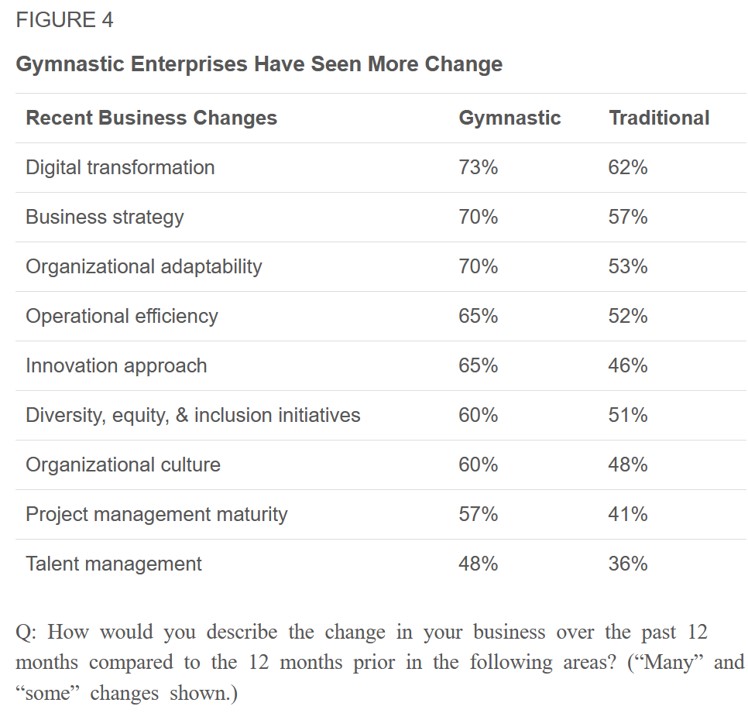 FIGURE 4
Gymnastic Enterprises Have Seen More Change
Recent Business Changes Gymnastic Traditional
Digital transformation 73% 62%
Business strategy 70% 57%
Organizational adaptability 70% 53%
Operational efficiency 65% 52%
Innovation approach 65% 46%
Diversity, equity, & inclusion initiatives 60% 51%
Organizational culture 60% 48%
Project management maturity 57% 41%
Talent management 48% 36%
Q: How would you describe the change in your business over the past 12
months compared to the 12 months prior in the following areas? (“Many” and
“some” changes shown.)